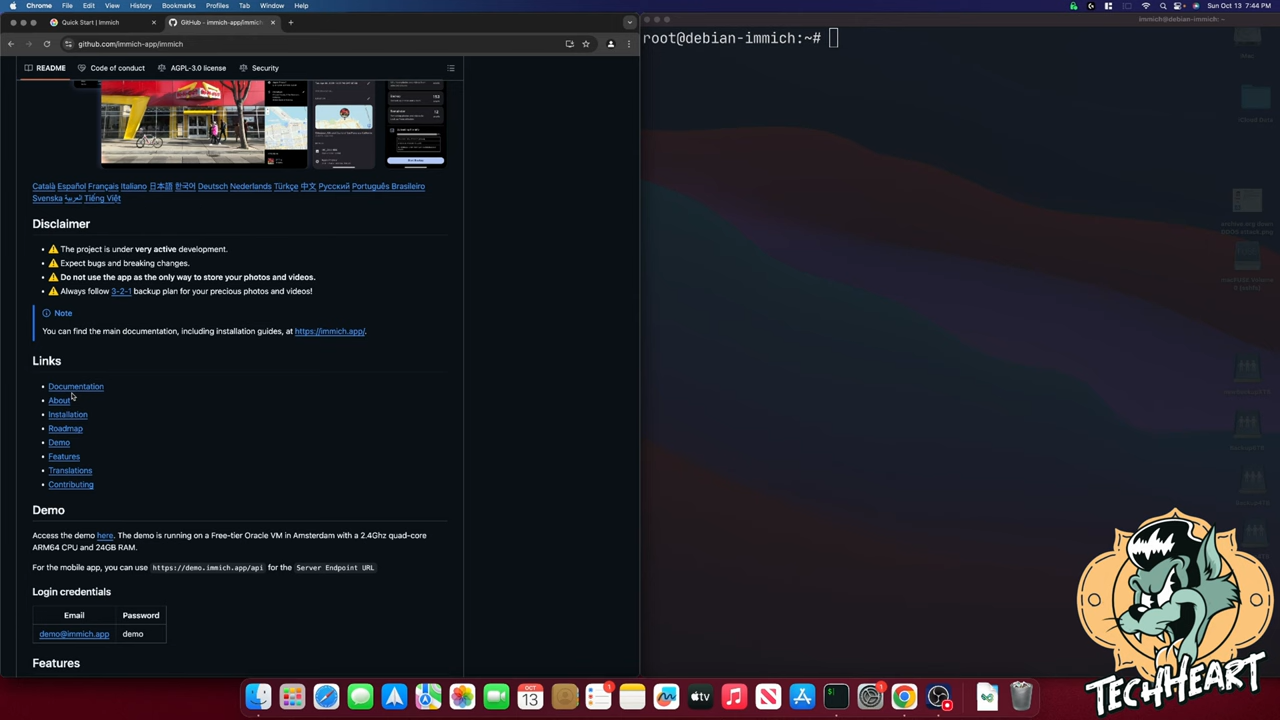 Chrome File Edit View History Bookmarks Profiles Tab Window Help
Sun Oct 13 7:44 PM
Quick Start | Immich
GitHub - immich-app/immich
immich@debian-immich: ~
github.com/immich-app/immich
root@debian-immich:~#
README Code of conduct AGPL-3.0 license Security
Català Español Français Italiano 日本語 한국어 Deutsch Nederlands Türkçe 中文 Русский Português Brasileiro
Svenska العربية Tiếng Việt
Disclaimer
⚠️ The project is under very active development.
⚠️ Expect bugs and breaking changes.
⚠️ Do not use the app as the only way to store your photos and videos.
⚠️ Always follow 3-2-1 backup plan for your precious photos and videos!
Note
You can find the main documentation, including installation guides, at https://immich.app/.
Links
Documentation
About
Installation
Roadmap
Demo
Features
Translations
Contributing
Demo
Access the demo here. The demo is running on a Free-tier Oracle VM in Amsterdam with a 2.4Ghz quad-core
ARM64 CPU and 24GB RAM.
For the mobile app, you can use https://demo.immich.app/api for the Server Endpoint URL
Login credentials
Email Password
demo@immich.app demo
Features
OCT
13
1
tv
TECHHEART